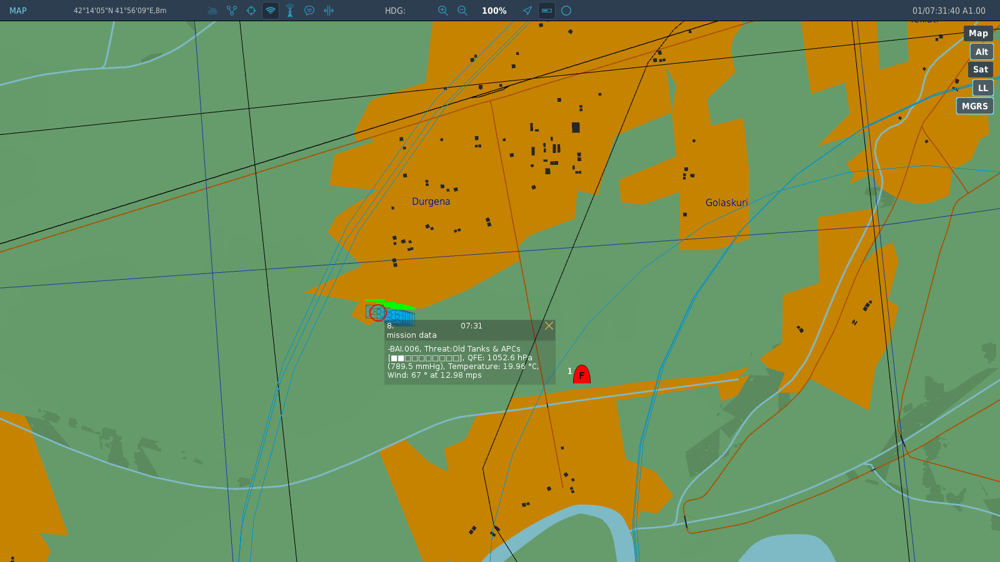 MAP
42°14'05"N 41°56'09"E,8m
HDG:
100%
01/07:31:40 A1.00
Map
Alt
Sat
LL
MGRS
Durgena
Golaskuri
8.
07:31
mission data
-BAI.006, Threat:Old Tanks & APCs
[■■□□□□□□□□], QFE: 1052.6 hPa
(789.5 mmHg), Temperature: 19.96 °C,
Wind: 67 ° at 12.98 mps
1
F